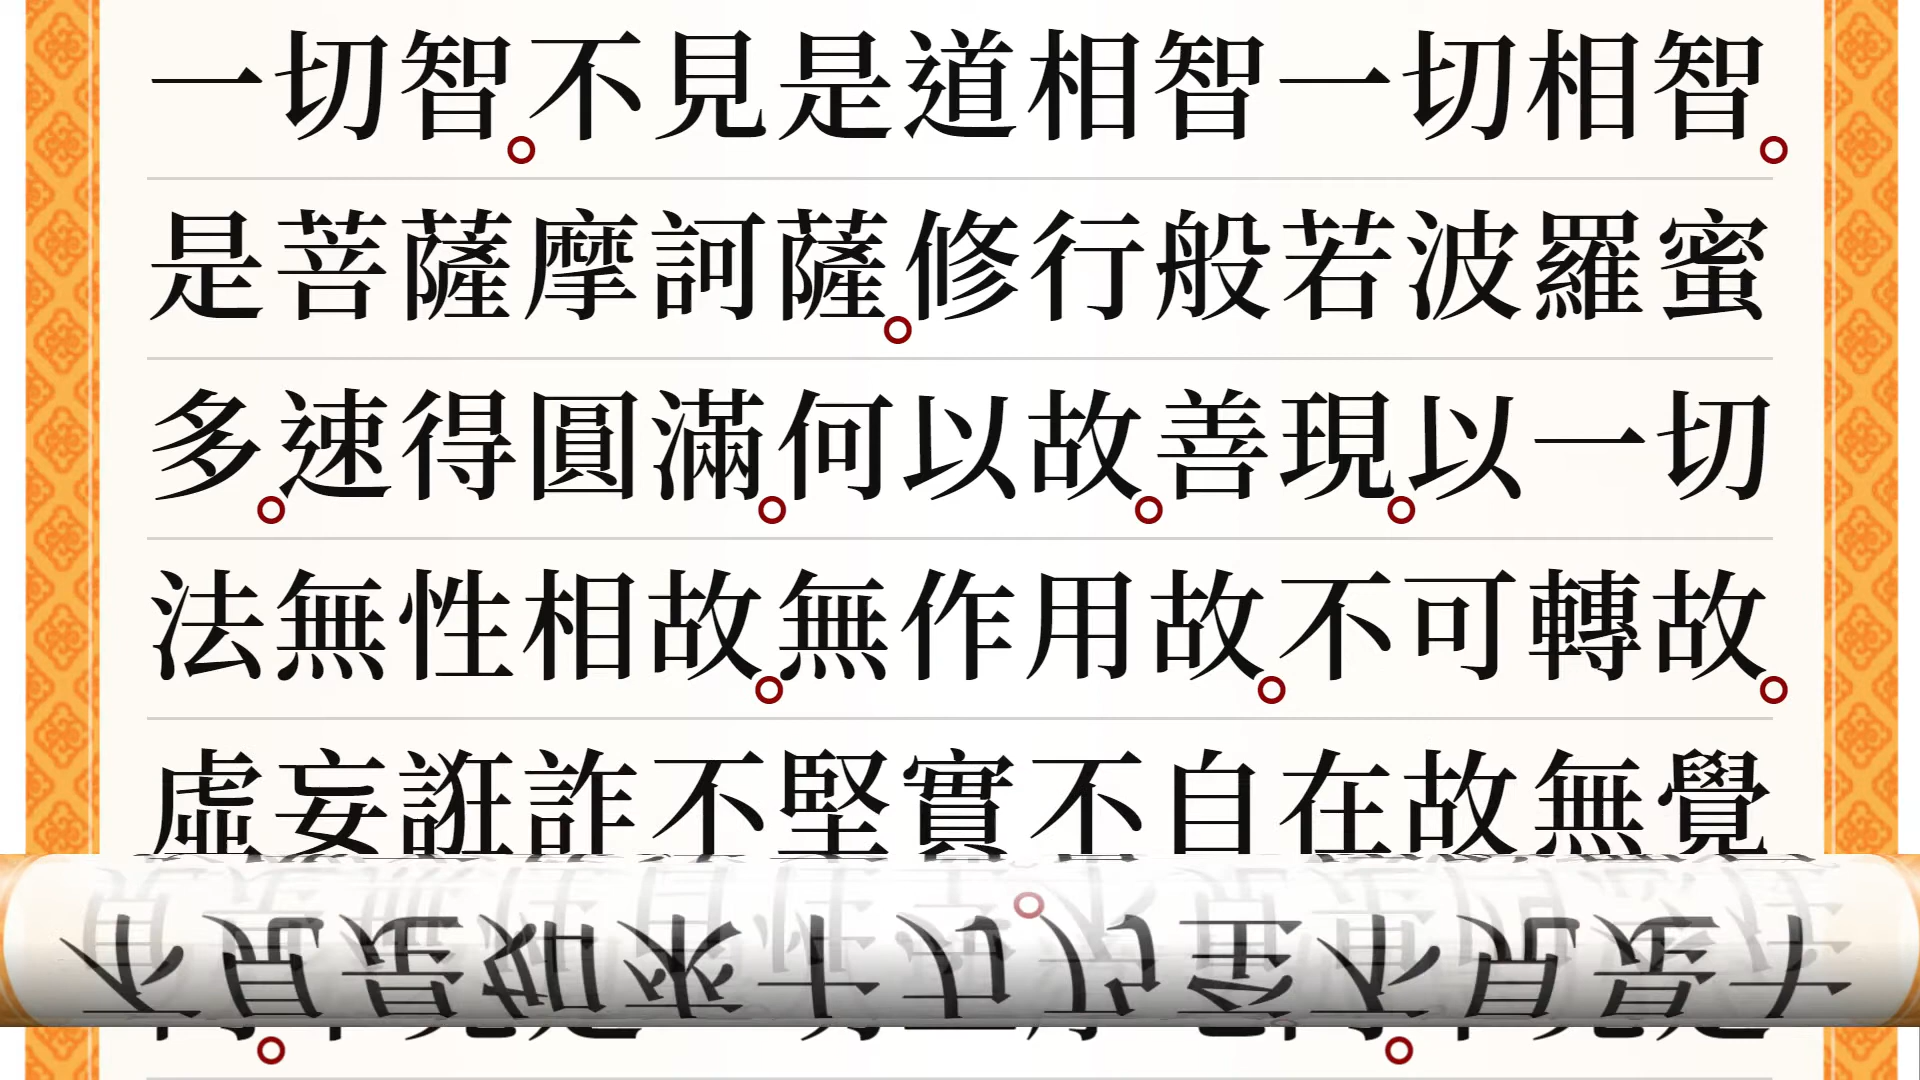 一切智。不見是道相智一切相智。
是菩薩摩訶薩。修行般若波羅蜜
多。速得圓滿。何以故。善現。以一切
法無性相故。無作用故。不可轉故。
虛妄誑詐不堅實不自在故無覺